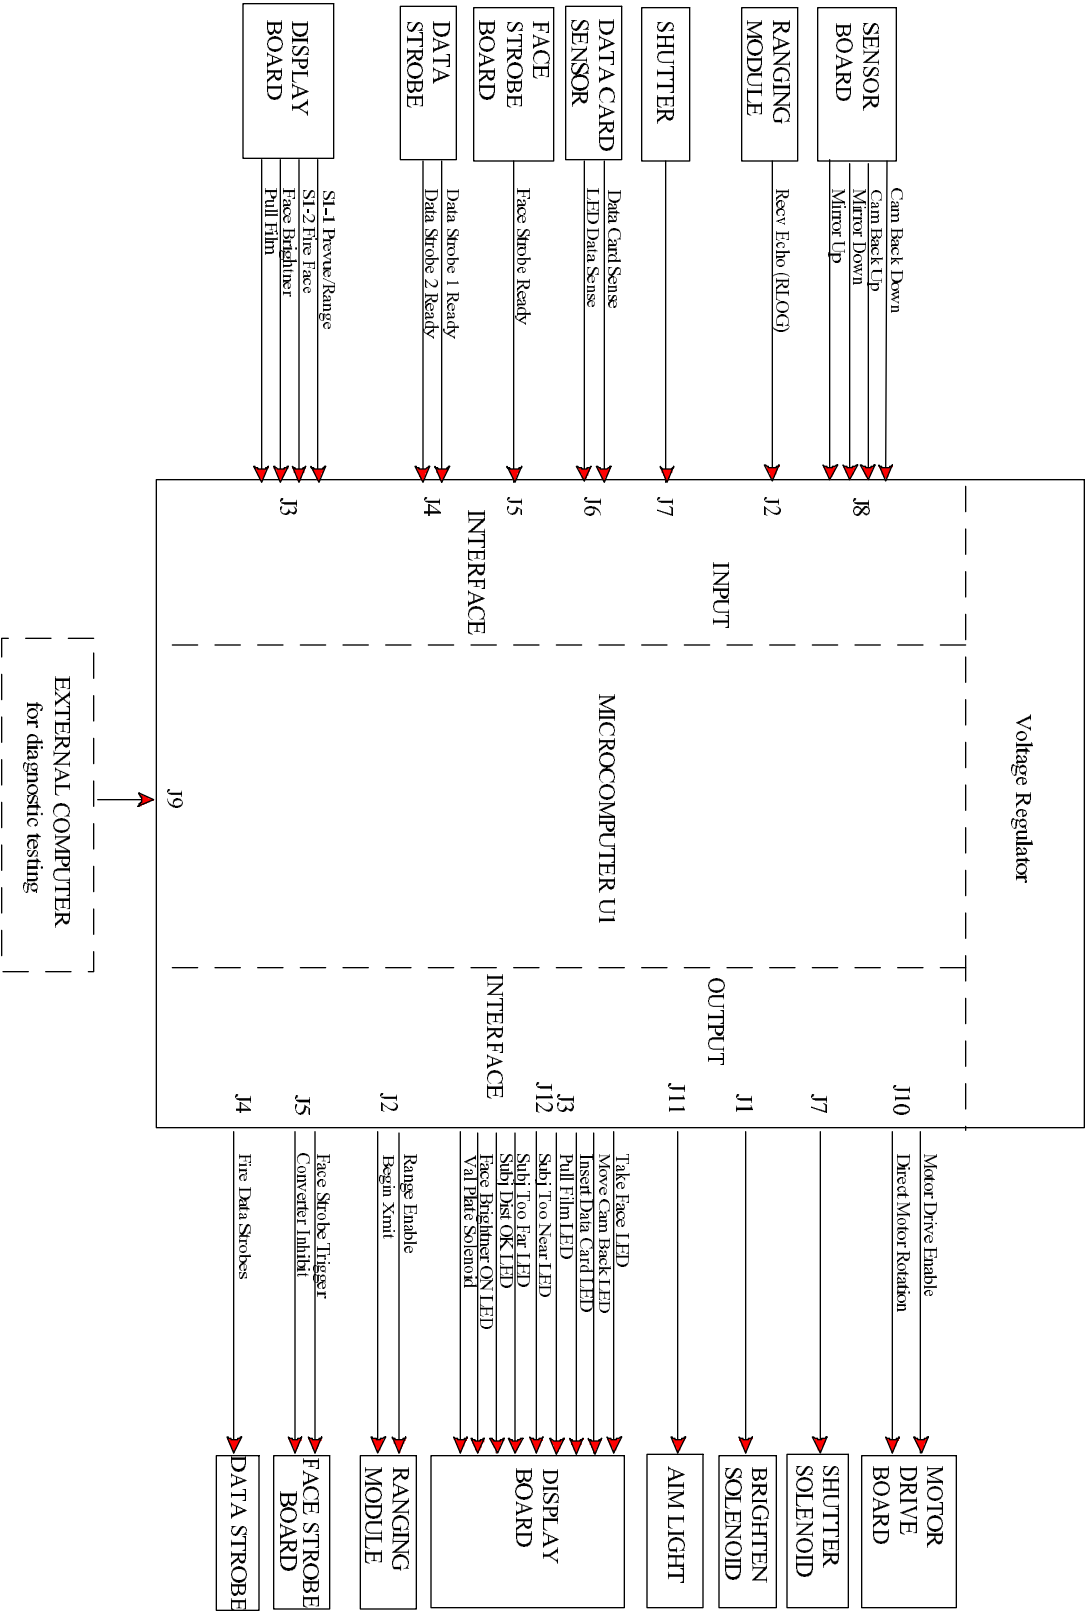 SENSOR
BOARD
Cam Back Down
Cam Back Up
Mirror Down
Mirror Up
RANGING
MODULE
Recv Echo (RLOG)
SHUTTER
DATA CARD
SENSOR
Data Card Sense
LED Data Sense
FACE
STROBE
BOARD
Face Strobe Ready
DATA
STROBE
Data Strobe 1 Ready
Data Strobe 2 Ready
DISPLAY
BOARD
S1-1 Prevue/Range
S1-2 Fire Face
Face Brightner
Pull Film
Voltage Regulator
J8
J2
J7
J6
J5
J4
J3
INPUT
INTERFACE
MICROCOMPUTER U1
J9
EXTERNAL COMPUTER
for diagnostic testing
OUTPUT
INTERFACE
J10
J7
J1
J11
J3
J12
J2
J5
J4
Motor Drive Enable
Direct Motor Rotation
MOTOR
DRIVE
BOARD
SHUTTER
SOLENOID
BRIGHTEN
SOLENOID
AIM LIGHT
Take Face LED
Move Cam Back LED
Insert Data Card LED
Pull Film LED
Subj Too Near LED
Subj Too Far LED
Subj Dist OK LED
Face Brightner ON LED
Val Plate Solenoid
DISPLAY
BOARD
Range Enable
Begin Xmit
RANGING
MODULE
Face Strobe Trigger
Converter Inhibit
FACE STROBE
BOARD
Fire Data Strobes
DATA STROBE